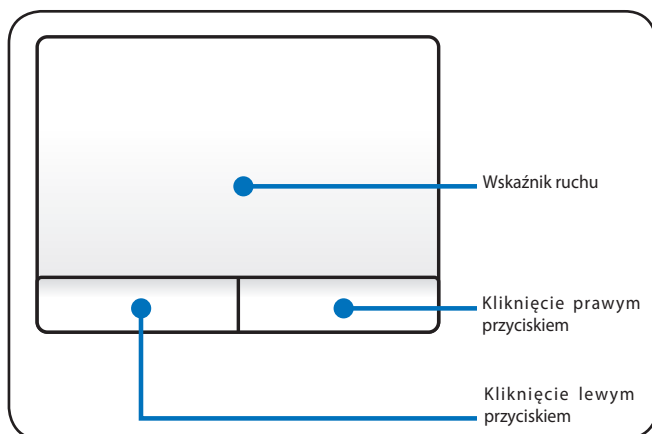 Wskaźnik ruchu
Kliknięcie prawym
przyciskiem
Kliknięcie lewym
przyciskiem